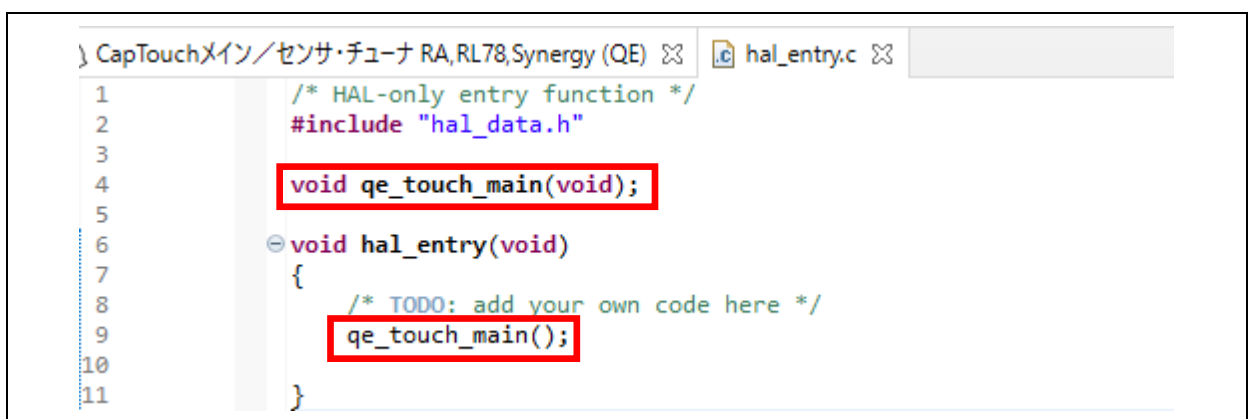 CapTouchメイン／センサ・チューナ RA,RL78,Synergy (QE) .c hal_entry.c
1 /* HAL-only entry function */
2 #include "hal_data.h"
3
4 void qe_touch_main(void);
5
6 void hal_entry(void)
7 {
8 /* TODO: add your own code here */
9 qe_touch_main();
10
11 }